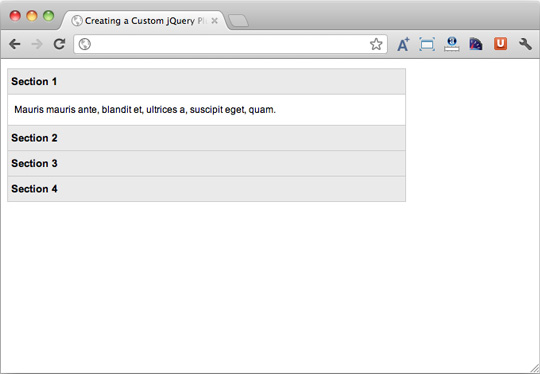 Creating a Custom jQuery Pl
Section 1
Mauris mauris ante, blandit et, ultrices a, suscipit eget, quam.
Section 2
Section 3
Section 4